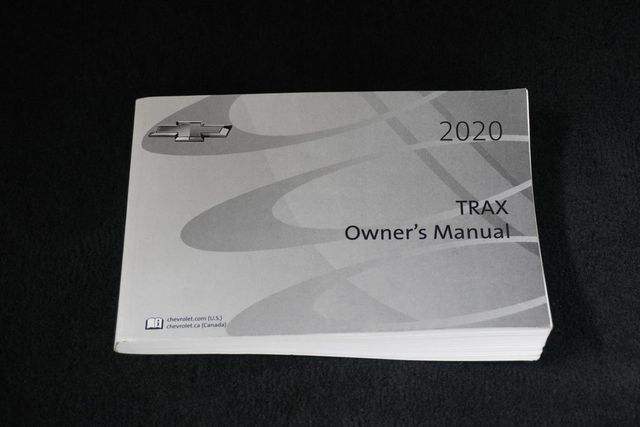 2020
TRAX
Owner's Manual
chevrolet.com (U.S.)
chevrolet.ca (Canada)